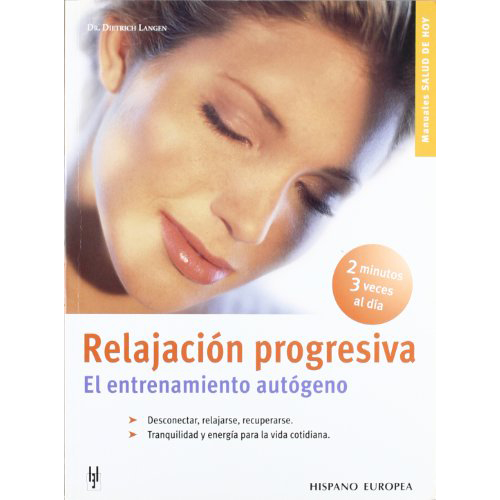 DR. DIETRICH LANGEN
Manuales SALUD DE HOY
2 minutos
3 veces
al día
Relajación progresiva
El entrenamiento autógeno
➤ Desconectar, relajarse, recuperarse.
➤ Tranquilidad y energía para la vida cotidiana.
HISPANO EUROPEA